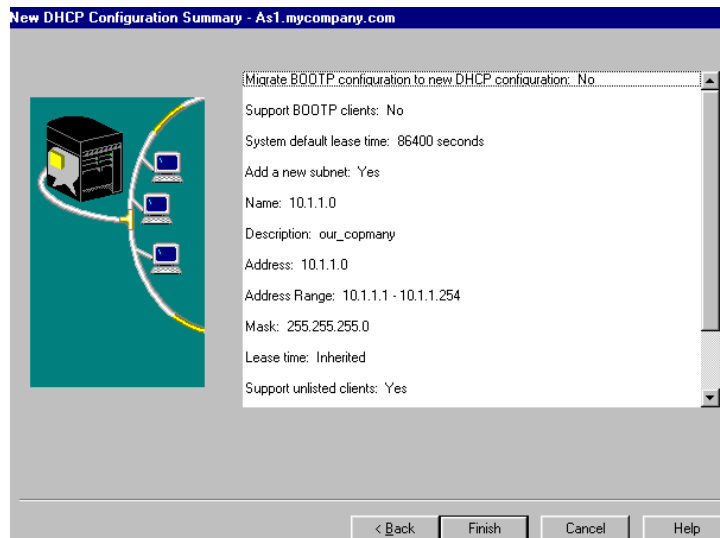 New DHCP Configuration Summary - As1.mycompany.com
Migrate BOOTP configuration to new DHCP configuration: No
Support BOOTP clients: No
System default lease time: 86400 seconds
Add a new subnet: Yes
Name: 10.1.1.0
Description: our_copmany
Address: 10.1.1.0
Address Range: 10.1.1.1 - 10.1.1.254
Mask: 255.255.255.0
Lease time: Inherited
Support unlisted clients: Yes
< Back
Finish
Cancel
Help